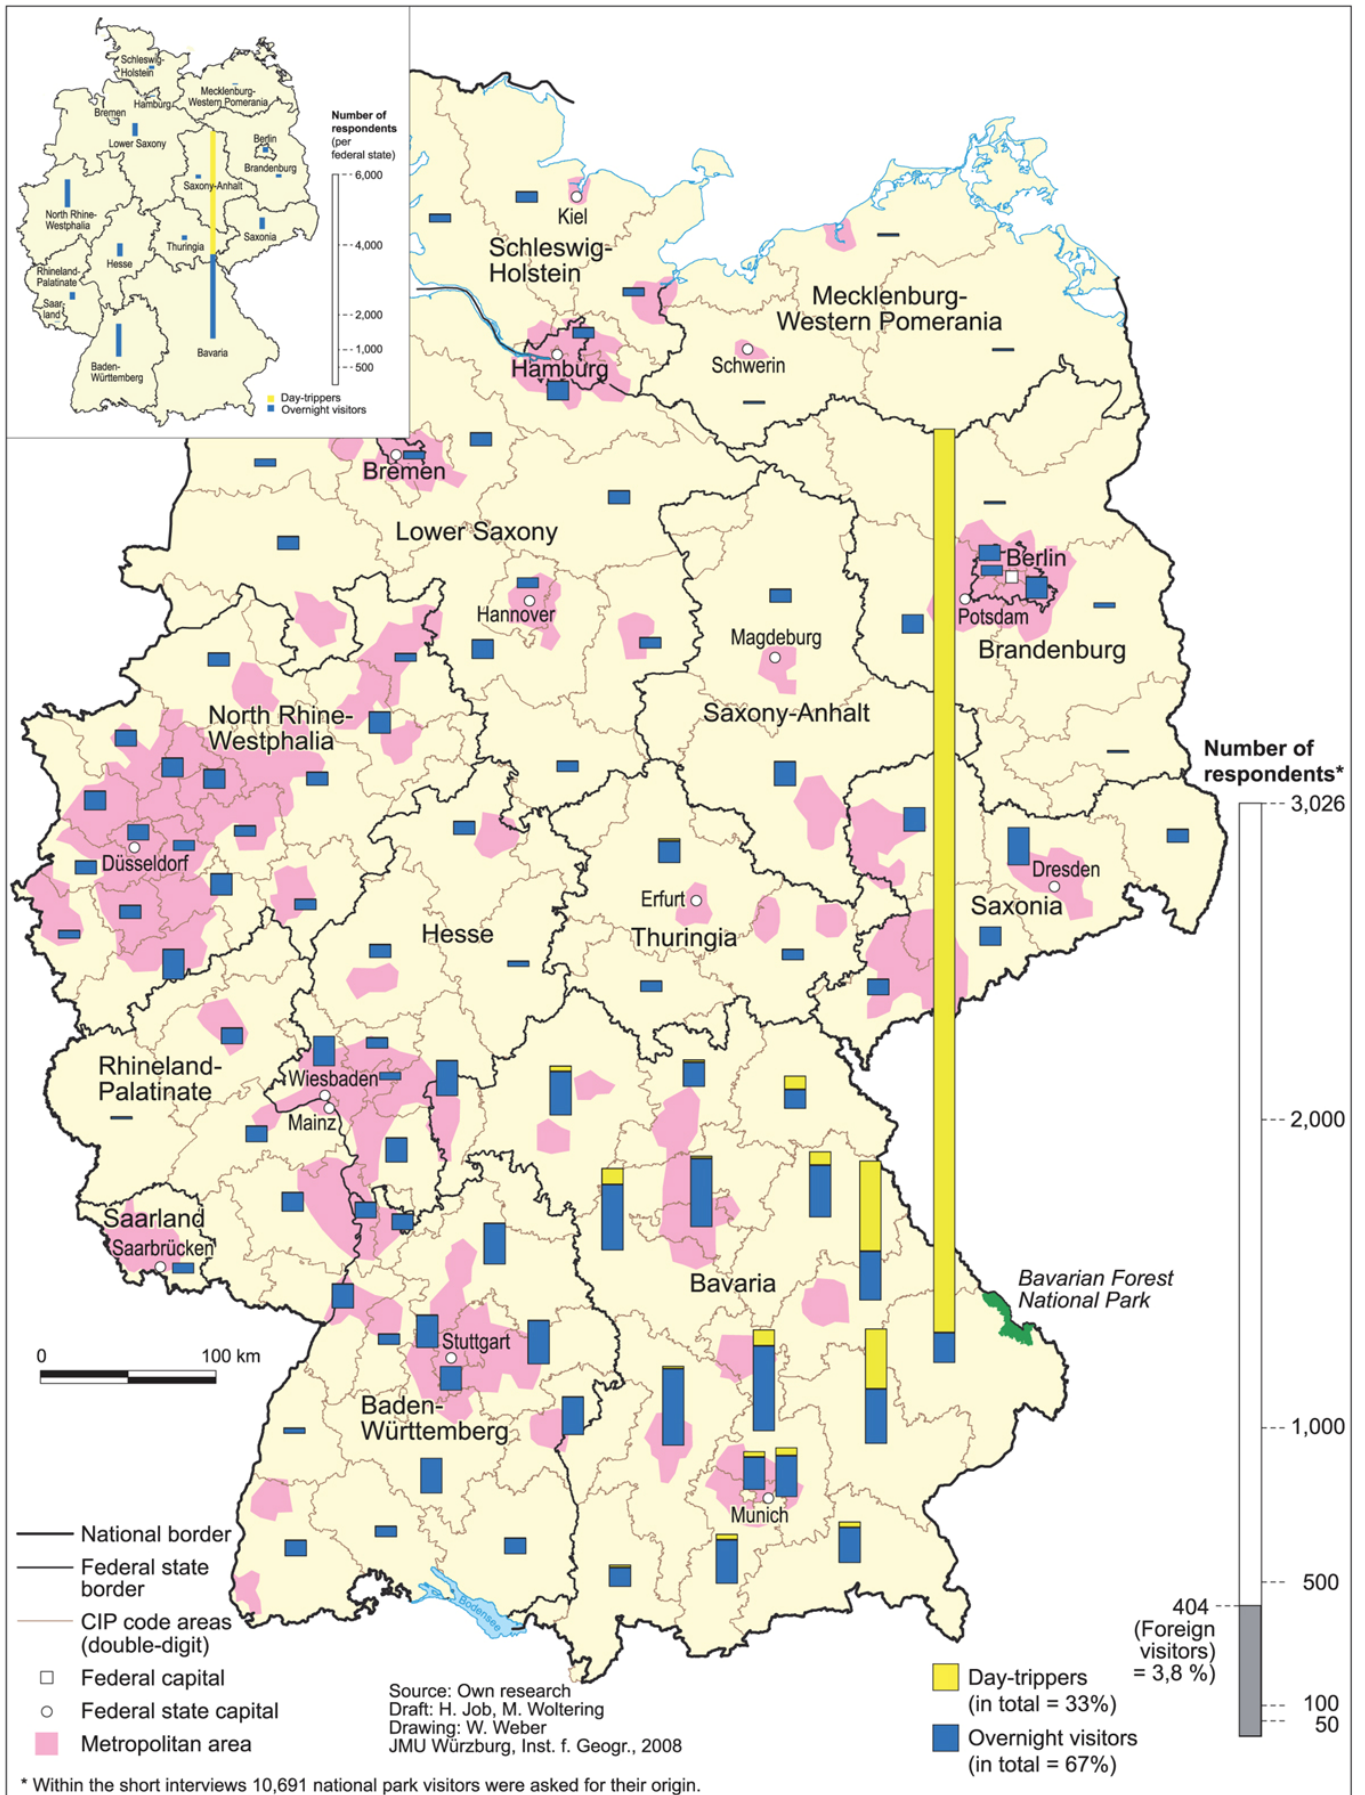 Schleswig-
Holstein
Mecklenburg-
Western Pomerania
Hamburg
Bremen
Lower Saxony
Berlin
Brandenburg
Saxony-Anhalt
North Rhine-
Westphalia
Saxonia
Thuringia
Hesse
Rhineland-
Palatinate
Saar-
land
Baden-
Württemberg
Bavaria
Number of
respondents
(per
federal state)
6,000
4,000
2,000
1,000
500
Day-trippers
Overnight visitors
Kiel
Schleswig-
Holstein
Mecklenburg-
Western Pomerania
Schwerin
Hamburg
Bremen
Lower Saxony
Hannover
Berlin
Potsdam
Brandenburg
Magdeburg
Saxony-Anhalt
North Rhine-
Westphalia
Düsseldorf
Hesse
Erfurt
Thuringia
Dresden
Saxonia
Rhineland-
Palatinate
Wiesbaden
Mainz
Saarland
Saarbrücken
Bavaria
Bavarian Forest
National Park
Stuttgart
Baden-
Württemberg
Munich
Bodensee
0 100 km
Number of
respondents*
3,026
2,000
1,000
500
404
(Foreign
visitors)
= 3,8 %)
100
50
National border
Federal state
border
CIP code areas
(double-digit)
Federal capital
Federal state capital
Metropolitan area
Source: Own research
Draft: H. Job, M. Woltering
Drawing: W. Weber
JMU Würzburg, Inst. f. Geogr., 2008
Day-trippers
(in total = 33%)
Overnight visitors
(in total = 67%)
* Within the short interviews 10,691 national park visitors were asked for their origin.